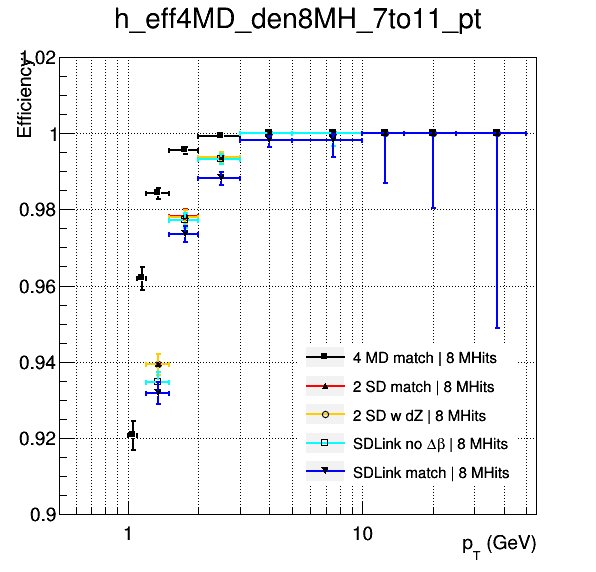 h_eff4MD_den8MH_7to11_pt
Efficiency
1.02
1
0.98
0.96
0.94
0.92
0.9
4 MD match | 8 MHits
2 SD match | 8 MHits
2 SD w dZ | 8 MHits
SDLink no Δβ | 8 MHits
SDLink match | 8 MHits
1 10
p_T (GeV)